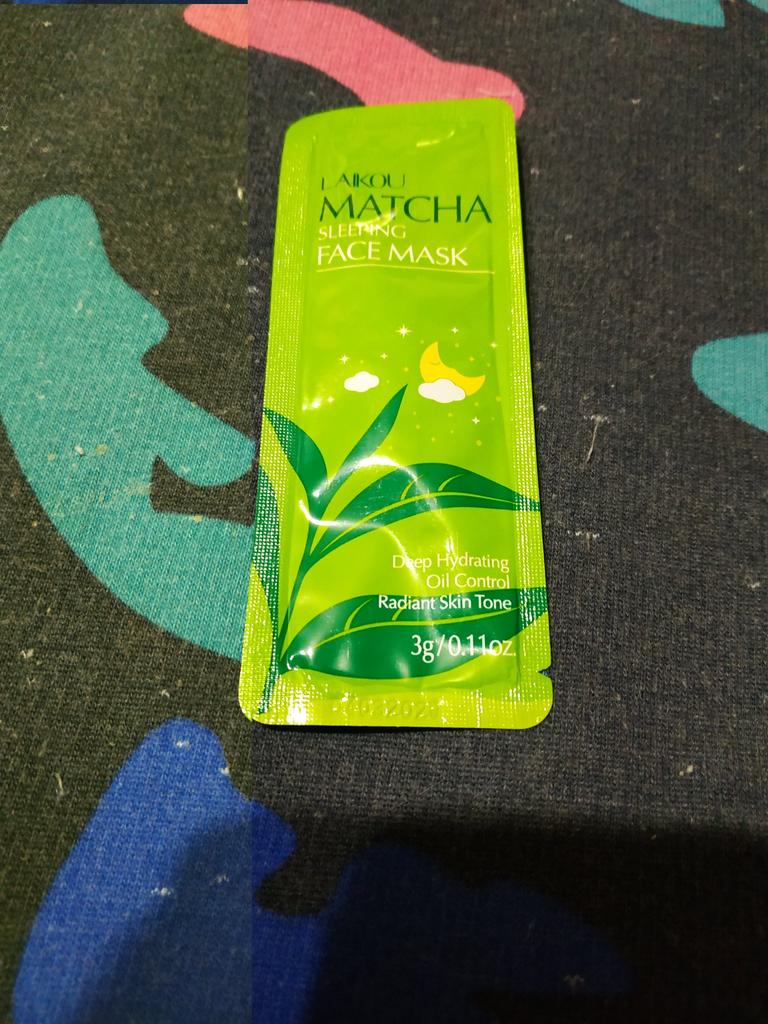 LAIKOU
MATCHA
SLEEPING
FACE MASK
Deep Hydrating
Oil Control
Radiant Skin Tone
3g/0.11oz.